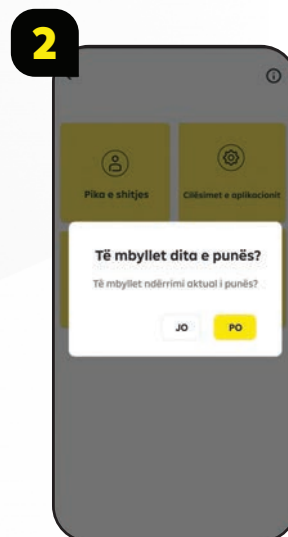 2
Pika e shitjes
Cilësimet e aplikacionit
Të mbyllet dita e punës?
Të mbyllet ndërrimi aktual i punës?
JO
PO